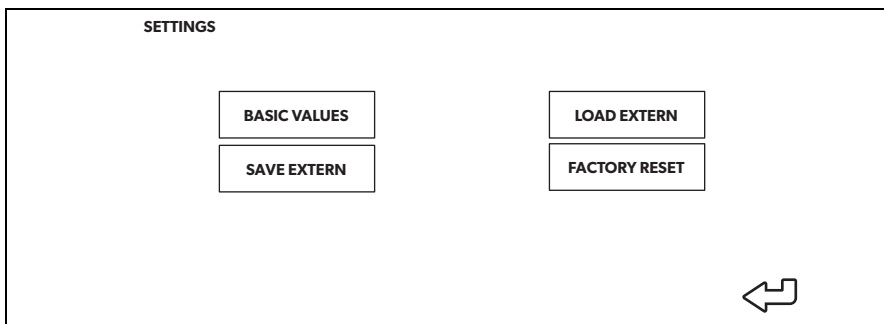 SETTINGS
BASIC VALUES
LOAD EXTERN
SAVE EXTERN
FACTORY RESET